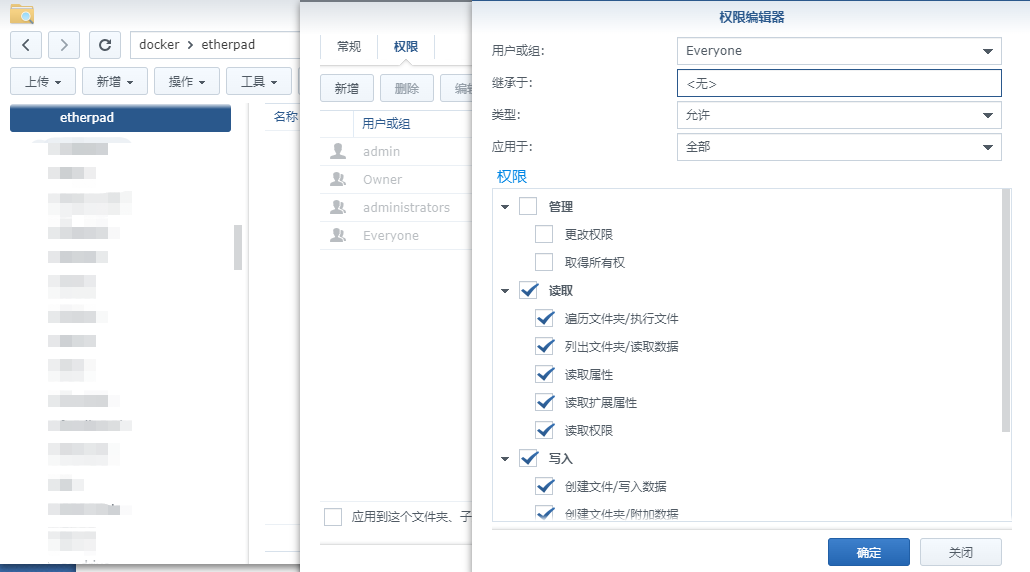 docker > etherpad
上传
新增
操作
工具
etherpad
名称
常规
权限
新增
删除
编辑
用户或组
admin
Owner
administrators
Everyone
应用到这个文件夹、子
权限编辑器
用户或组:
Everyone
继承于:
<无>
类型:
允许
应用于:
全部
权限
管理
更改权限
取得所有权
读取
遍历文件夹/执行文件
列出文件夹/读取数据
读取属性
读取扩展属性
读取权限
写入
创建文件/写入数据
创建文件夹/附加数据
确定
关闭